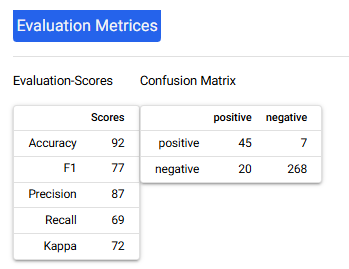 Evaluation Metrices
Evaluation-Scores Confusion Matrix
Scores
Accuracy 92
F1 77
Precision 87
Recall 69
Kappa 72
positive negative
positive 45 7
negative 20 268